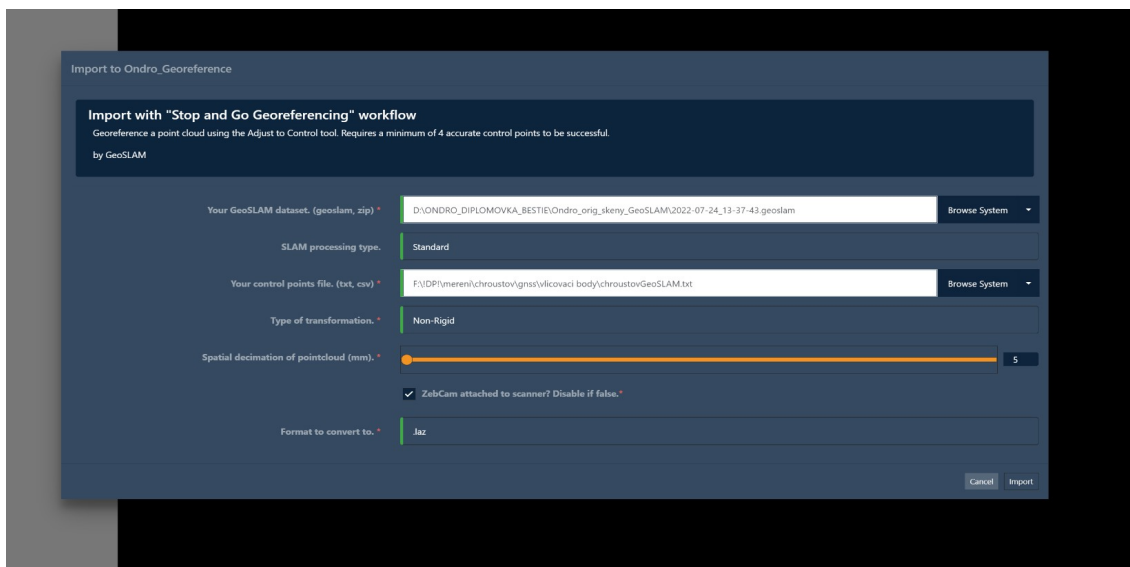 Import to Ondro_Georeference
Import with "Stop and Go Georeferencing" workflow
Georeference a point cloud using the Adjust to Control tool. Requires a minimum of 4 accurate control points to be successful.
by GeoSLAM
Your GeoSLAM dataset. (geoslam, zip) * D:\ONDRO_DIPLOMOVKA_BESTIE\Ondro_orig_skeny_GeoSLAM\2022-07-24_13-37-43.geoslam Browse System
SLAM processing type. Standard
Your control points file. (txt, csv) * F:\!DP!\mereni\chroustov\gnss\vlicovaci body\chroustovGeoSLAM.txt Browse System
Type of transformation. * Non-Rigid
Spatial decimation of pointcloud (mm). * 5
ZebCam attached to scanner? Disable if false.*
Format to convert to. * .laz
Cancel Import